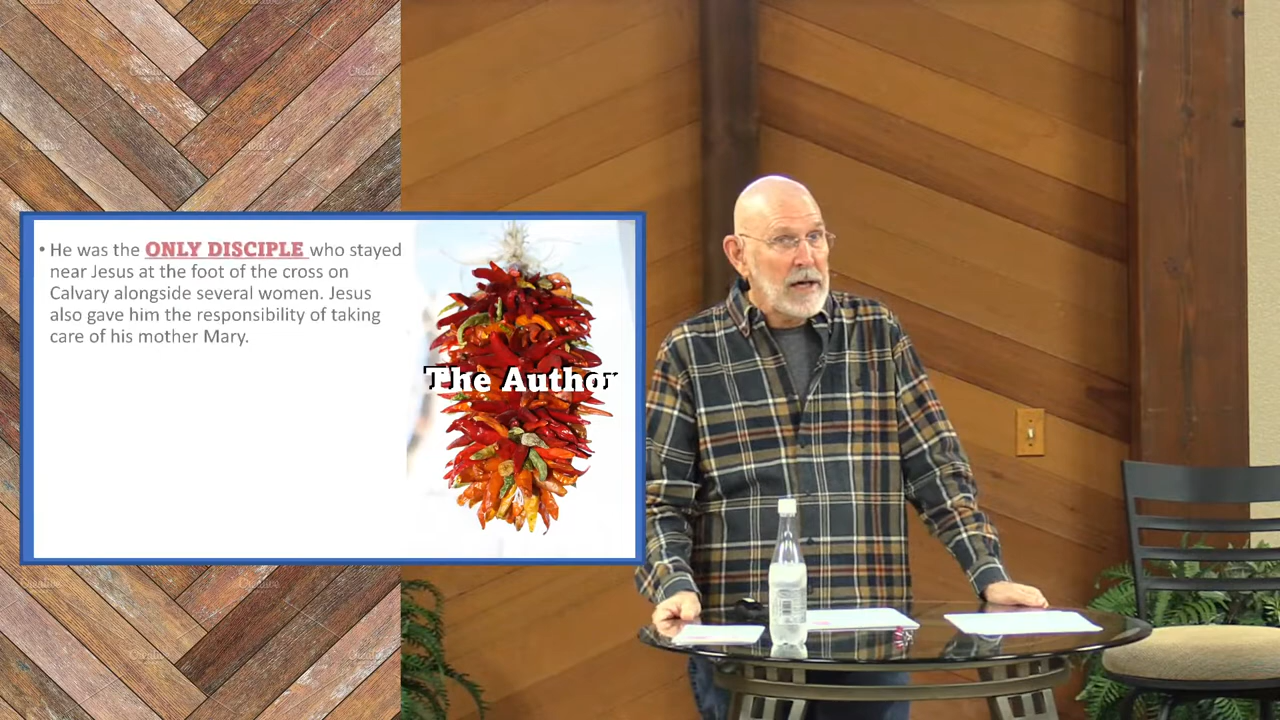 • He was the ONLY DISCIPLE who stayed
near Jesus at the foot of the cross on
Calvary alongside several women. Jesus
also gave him the responsibility of taking
care of his mother Mary.
The Author